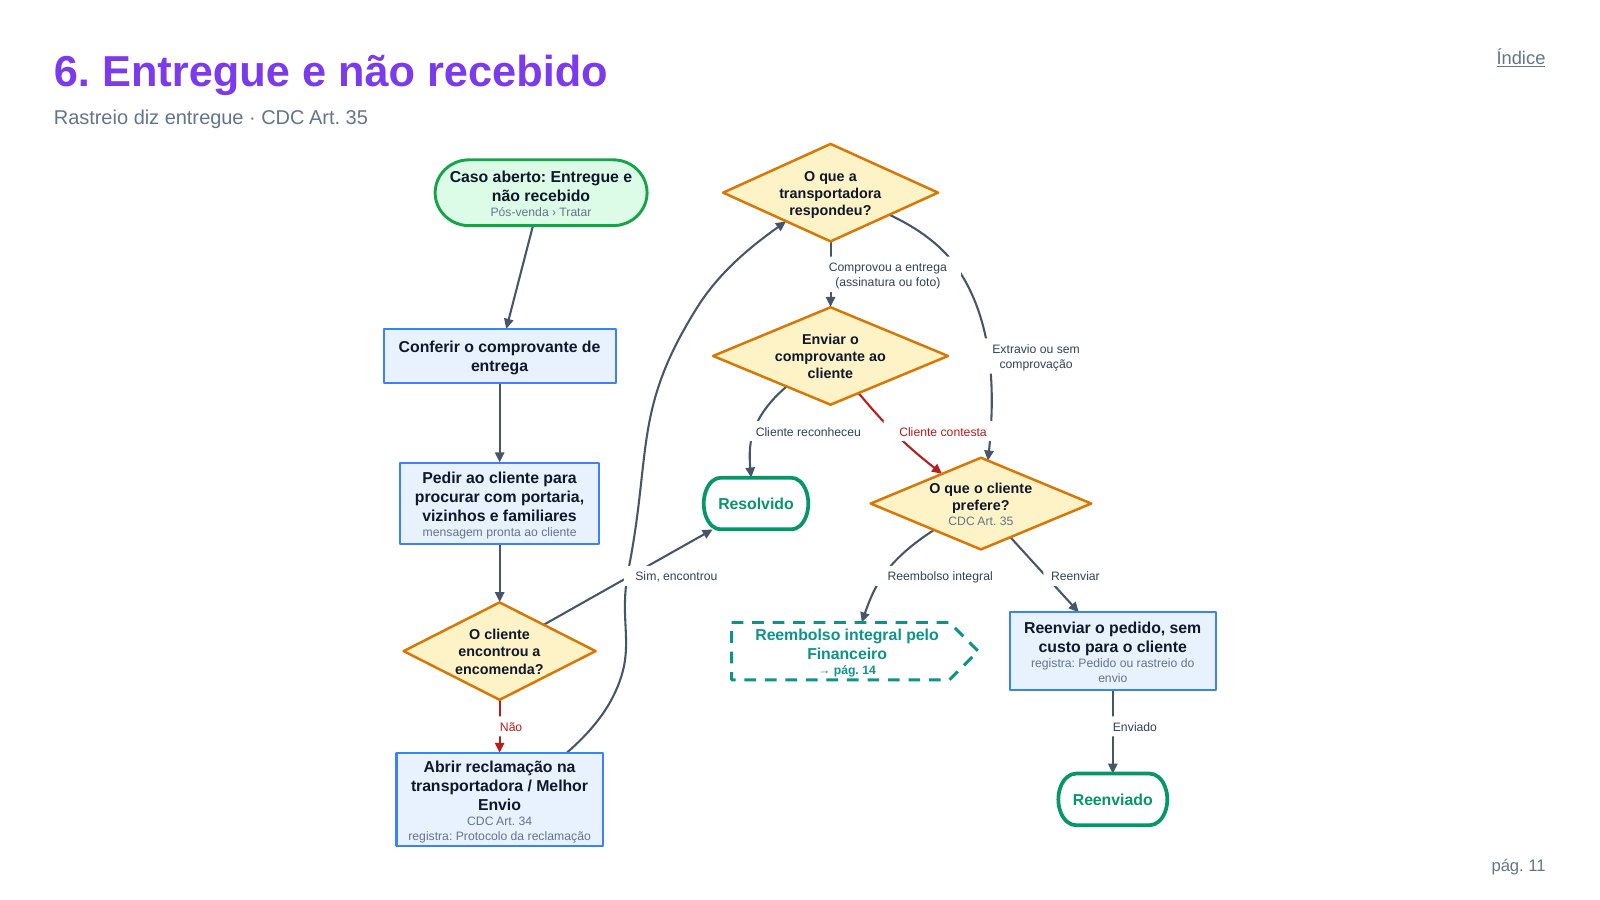 6. Entregue e não recebido
Índice
Rastreio diz entregue · CDC Art. 35
Caso aberto: Entregue e
não recebido
Pós-venda › Tratar
Conferir o comprovante de
entrega
Pedir ao cliente para
procurar com portaria,
vizinhos e familiares
mensagem pronta ao cliente
O cliente
encontrou a
encomenda?
Sim, encontrou
Não
Abrir reclamação na
transportadora / Melhor
Envio
CDC Art. 34
registra: Protocolo da reclamação
O que a
transportadora
respondeu?
Comprovou a entrega
(assinatura ou foto)
Extravio ou sem
comprovação
Enviar o
comprovante ao
cliente
Cliente reconheceu
Cliente contesta
Resolvido
O que o cliente
prefere?
CDC Art. 35
Reembolso integral
Reenviar
Reembolso integral pelo
Financeiro
→ pág. 14
Reenviar o pedido, sem
custo para o cliente
registra: Pedido ou rastreio do
envio
Enviado
Reenviado
pág. 11